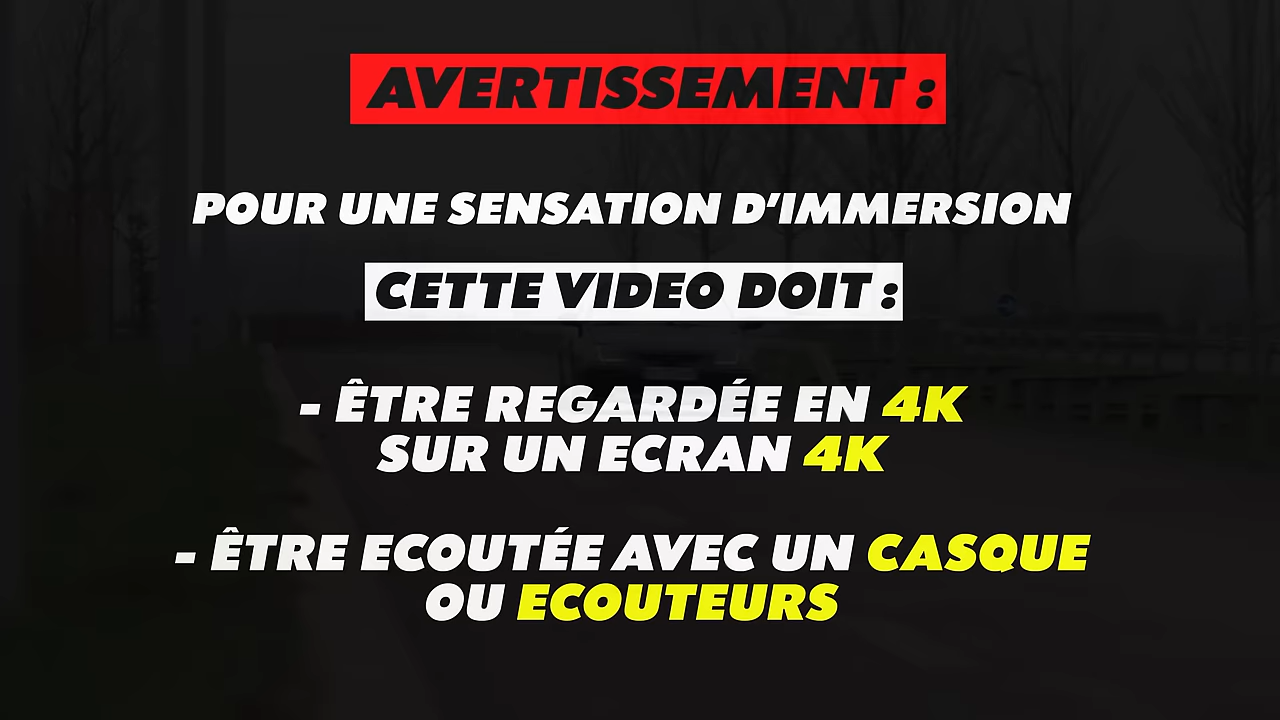 AVERTISSEMENT :
POUR UNE SENSATION D’IMMERSION
CETTE VIDEO DOIT :
- ÊTRE REGARDÉE EN 4K
SUR UN ECRAN 4K
- ÊTRE ECOUTÉE AVEC UN CASQUE
OU ECOUTEURS